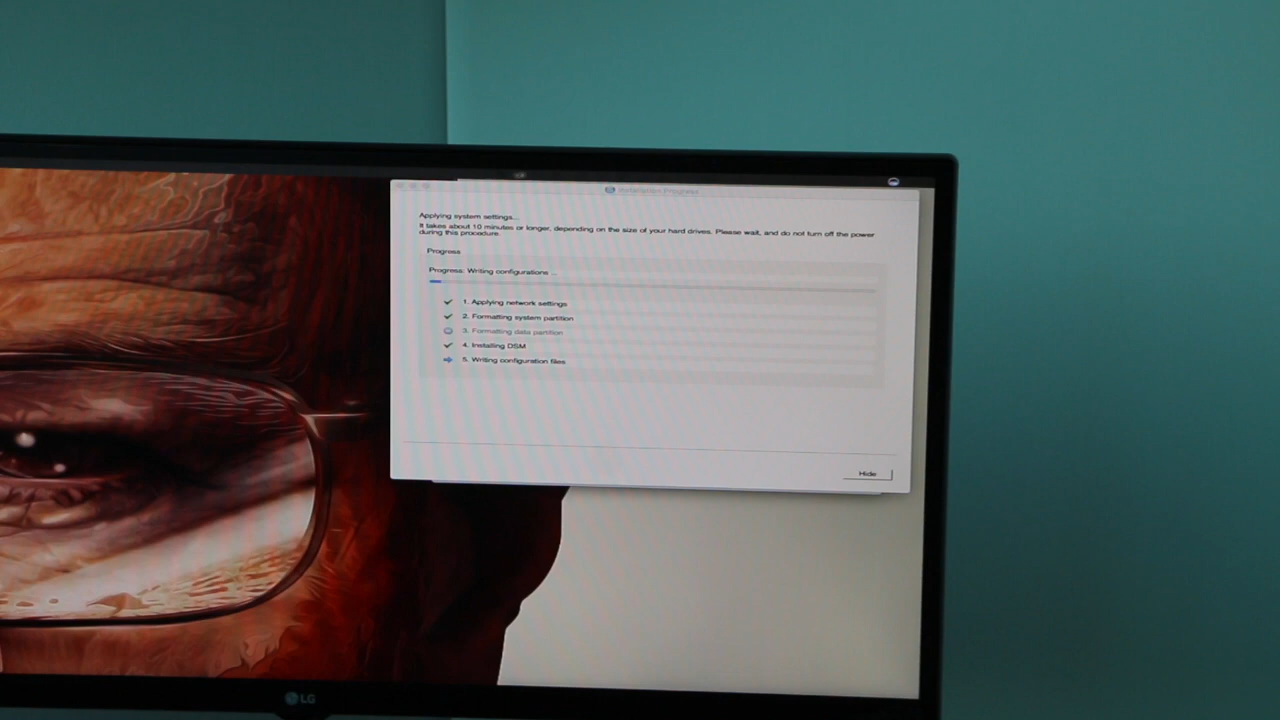 Installation Progress
Applying system settings...
It takes about 10 minutes or longer, depending on the size of your hard drives. Please wait, and do not turn off the power
during this procedure.
Progress
Progress: Writing configurations ...
1. Applying network settings
2. Formatting system partition
3. Formatting data partition
4. Installing DSM
5. Writing configuration files
Hide
LG